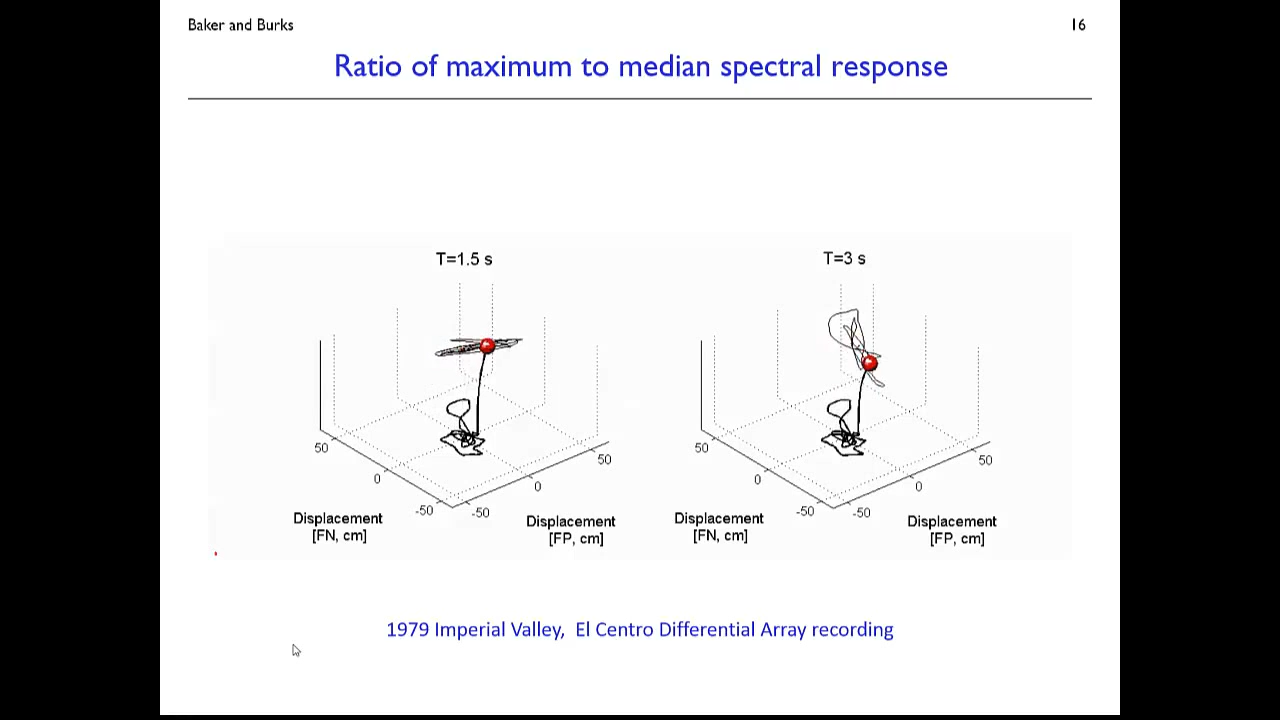 Baker and Burks
16
Ratio of maximum to median spectral response
T=1.5 s
T=3 s
50
0
-50
-50
0
50
Displacement
[FN, cm]
Displacement
[FP, cm]
50
0
-50
-50
0
50
Displacement
[FN, cm]
Displacement
[FP, cm]
1979 Imperial Valley, El Centro Differential Array recording